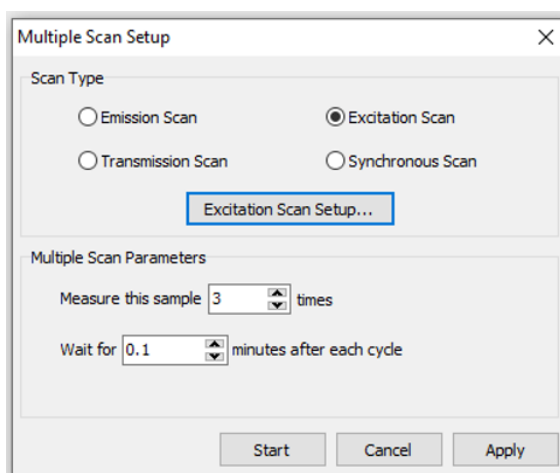 Multiple Scan Setup
Scan Type
Emission Scan Excitation Scan
Transmission Scan Synchronous Scan
Excitation Scan Setup...
Multiple Scan Parameters
Measure this sample 3 times
Wait for 0.1 minutes after each cycle
Start Cancel Apply